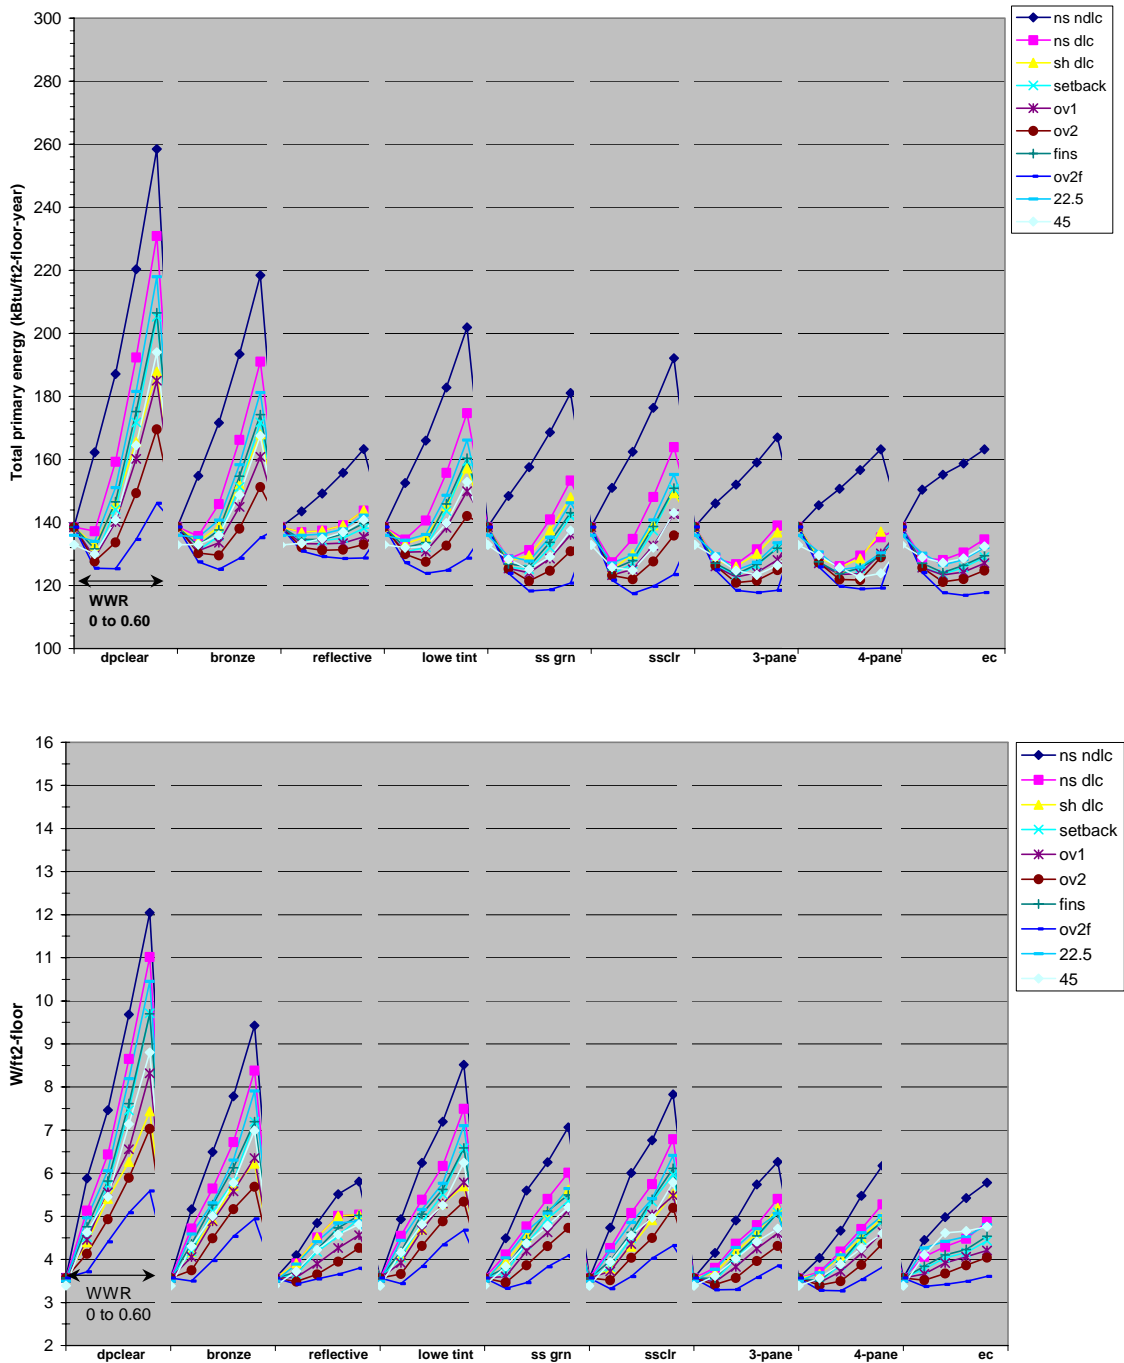 300
280
260
240
220
200
180
160
140
120
100
Total primary energy (kBtu/ft2-floor-year)
WWR
0 to 0.60
dpclear
bronze
reflective
lowe tint
ss grn
ssclr
3-pane
4-pane
ec
ns ndlc
ns dlc
sh dlc
setback
ov1
ov2
fins
ov2f
22.5
45
16
15
14
13
12
11
10
9
8
7
6
5
4
3
2
W/ft2-floor
WWR
0 to 0.60
dpclear
bronze
reflective
lowe tint
ss grn
ssclr
3-pane
4-pane
ec
ns ndlc
ns dlc
sh dlc
setback
ov1
ov2
fins
ov2f
22.5
45